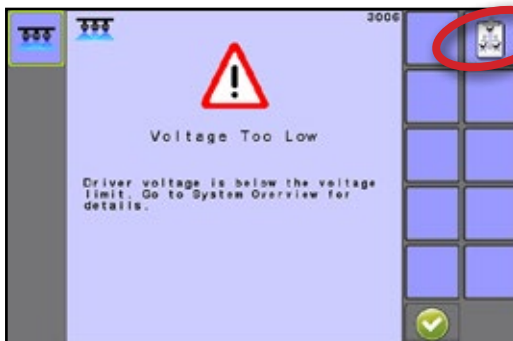 3006
Voltage Too Low
Driver voltage is below the voltage
limit. Go to System Overview for
details.